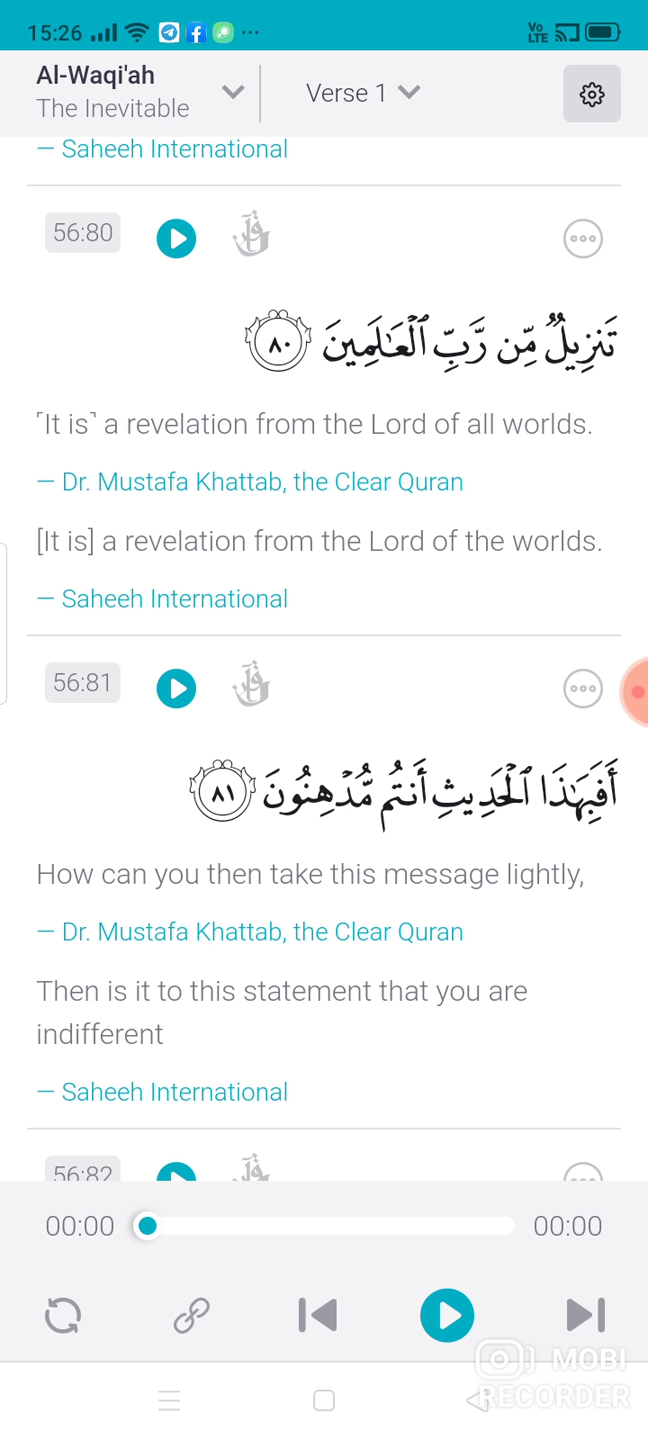 15:26
Vo LTE
Al-Waqi'ah
The Inevitable
Verse 1
— Saheeh International
56:80
تَنزِيلٌ مِّن رَّبِّ ٱلْعَـٰلَمِينَ ٨٠
⸢It is⸣ a revelation from the Lord of all worlds.
— Dr. Mustafa Khattab, the Clear Quran
[It is] a revelation from the Lord of the worlds.
— Saheeh International
56:81
أَفَبِهَـٰذَا ٱلْحَدِيثِ أَنتُم مُّدْهِنُونَ ٨١
How can you then take this message lightly,
— Dr. Mustafa Khattab, the Clear Quran
Then is it to this statement that you are
indifferent
— Saheeh International
56:82
00:00 00:00
MOBI
RECORDER